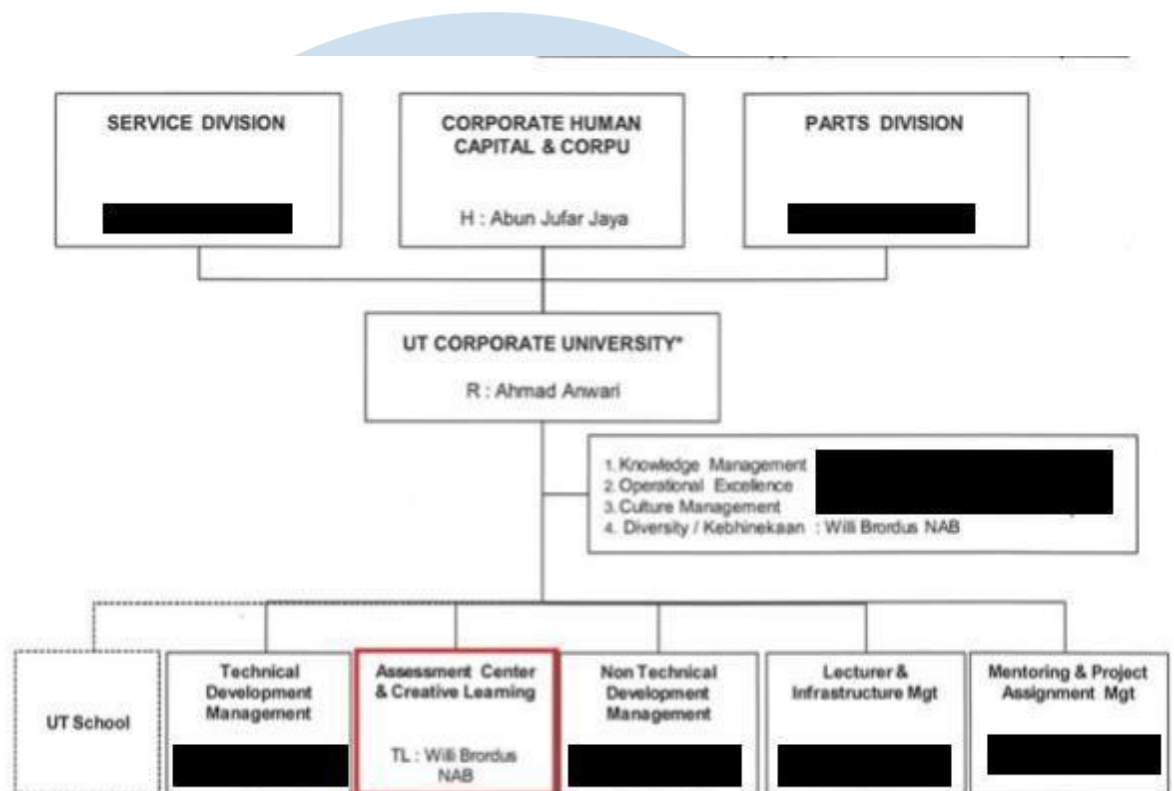 SERVICE DIVISION
CORPORATE HUMAN
CAPITAL & CORPU
H : Abun Jufar Jaya
PARTS DIVISION
UT CORPORATE UNIVERSITY*
R : Ahmad Anwari
1. Knowledge Management
2. Operational Excellence
3. Culture Management
4. Diversity / Kebhinekaan : Willi Brordus NAB
UT School
Technical
Development
Management
Assessment Center
& Creative Learning
TL : Willi Brordus
NAB
Non Technical
Development
Management
Lecturer &
Infrastructure Mgt
Mentoring & Project
Assignment Mgt